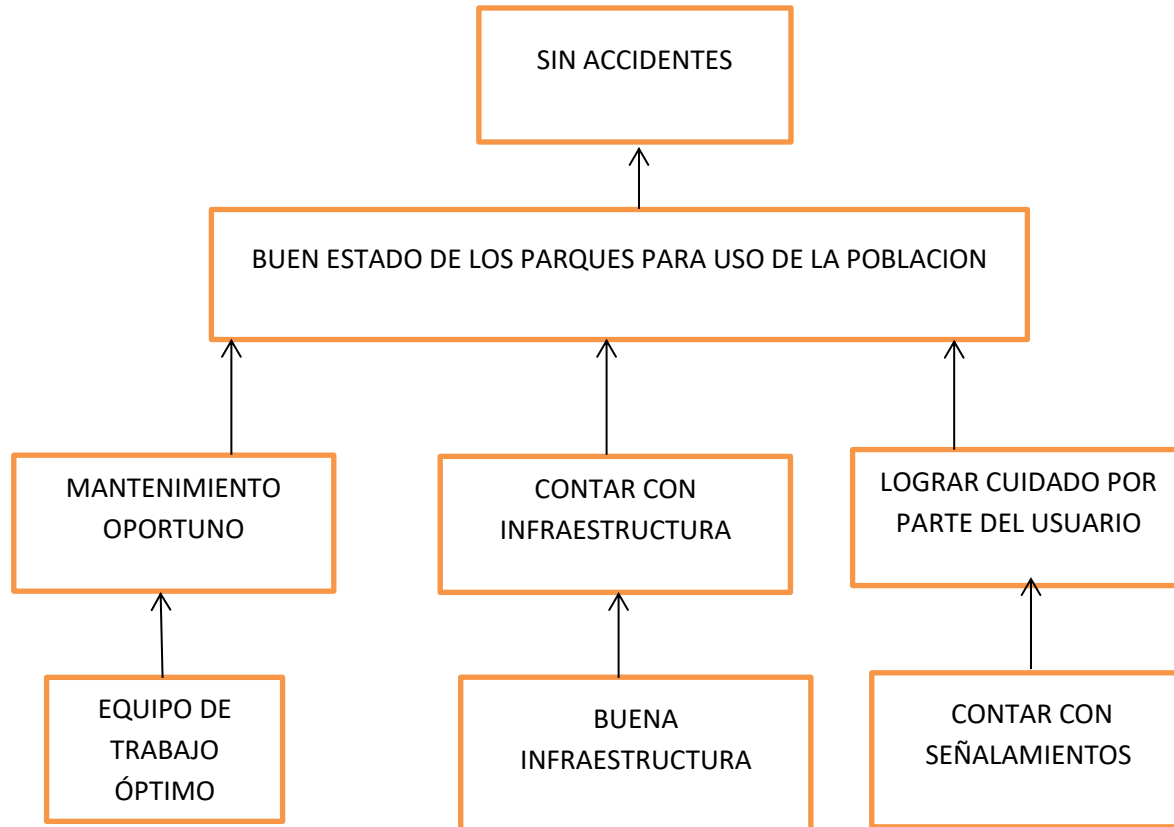 SIN ACCIDENTES
BUEN ESTADO DE LOS PARQUES PARA USO DE LA POBLACION
MANTENIMIENTO
OPORTUNO
CONTAR CON
INFRAESTRUCTURA
LOGRAR CUIDADO POR
PARTE DEL USUARIO
EQUIPO DE
TRABAJO
ÓPTIMO
BUENA
INFRAESTRUCTURA
CONTAR CON
SEÑALAMIENTOS